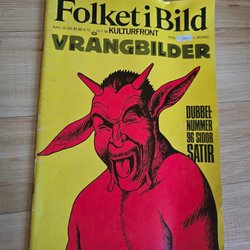 Folket i Bild
KULTURFRONT
VRÅNGBILDER
DUBBEL-
NUMMER
96 SIDOR
SATIR